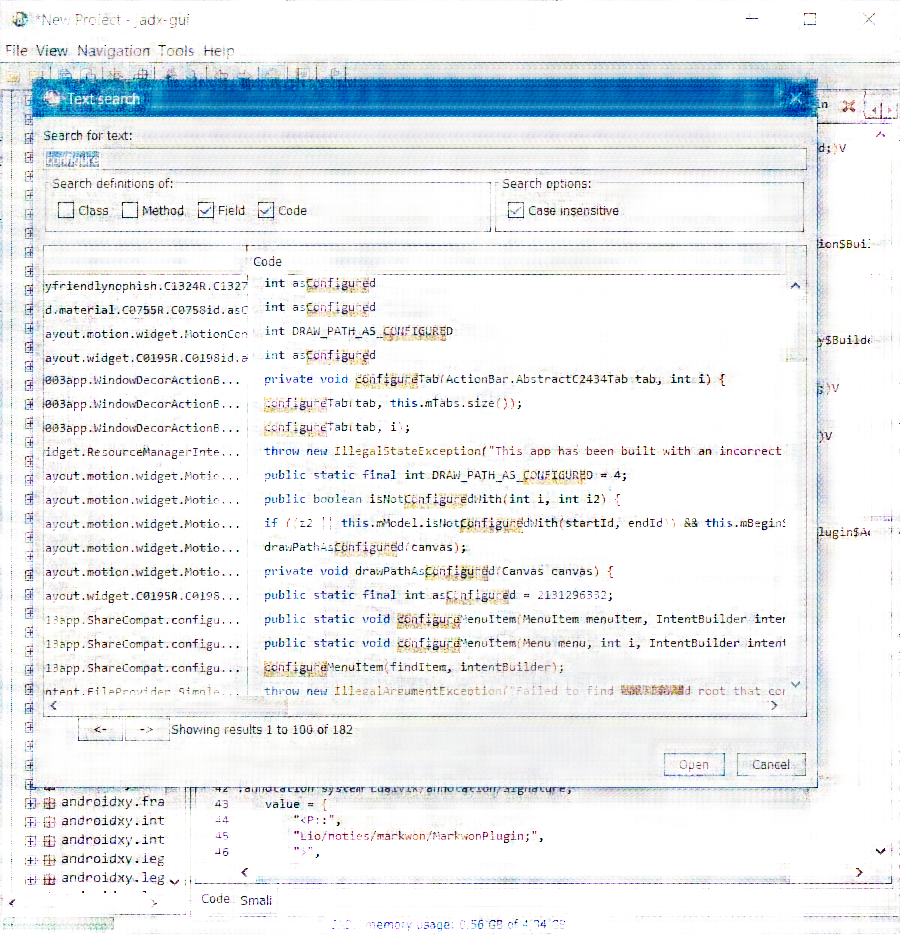 *New Project - jadx-gui
File View Navigation Tools Help
Text search
Search for text:
configure
Search definitions of:
Search options:
Class Method Field Code
Case insensitive
Code
yfriendlynophish.C1324R.C1327 int asConfigured
d.material.C0755R.C0758id.asC int asConfigured
ayout.motion.widget.MotionCon int DRAW_PATH_AS_CONFIGURED
ayout.widget.C0195R.C0198id.a int asConfigured
003app.WindowDecorActionB... private void configureTab(ActionBar.AbstractC2434Tab tab, int i) {
003app.WindowDecorActionB... configureTab(tab, this.mTabs.size());
003app.WindowDecorActionB... configureTab(tab, i);
idget.ResourceManagerInte... throw new IllegalStateException("This app has been built with an incorrect
ayout.motion.widget.Motio... public static final int DRAW_PATH_AS_CONFIGURED = 4;
ayout.motion.widget.Motio... public boolean isNotConfiguredWith(int i, int i2) {
ayout.motion.widget.Motio... if (z2 || this.mModel.isNotConfiguredWith(startId, endId)) && this.mBeginS
ayout.motion.widget.Motio... drawPathAsConfigured(canvas);
ayout.motion.widget.Motio... private void drawPathAsConfigured(Canvas canvas) {
ayout.widget.C0195R.C0198... public static final int asConfigured = 2131296332;
13app.ShareCompat.configu... public static void configureMenuItem(MenuItem menuItem, IntentBuilder inten
13app.ShareCompat.configu... public static void configureMenuItem(Menu menu, int i, IntentBuilder intent
13app.ShareCompat.configu... configureMenuItem(findItem, intentBuilder);
ntent.FileProvider.Simple... throw new IllegalArgumentException("Failed to find root that cor
<- -> Showing results 1 to 100 of 182
Open Cancel
d;)V
ion$Buil
y$Builde
;)V
)V
lugin$Ac
42 .annotation system Ldalvik/annotation/Signature;
43 value = {
44 "<P::",
45 "Lio/noties/markwon/MarkwonPlugin;",
46 ">",
androidxy.fra
androidxy.int
androidxy.int
androidxy.leg
androidxy.leg
Code Smali
memory usage: 0.56 GB of 4.34 GB